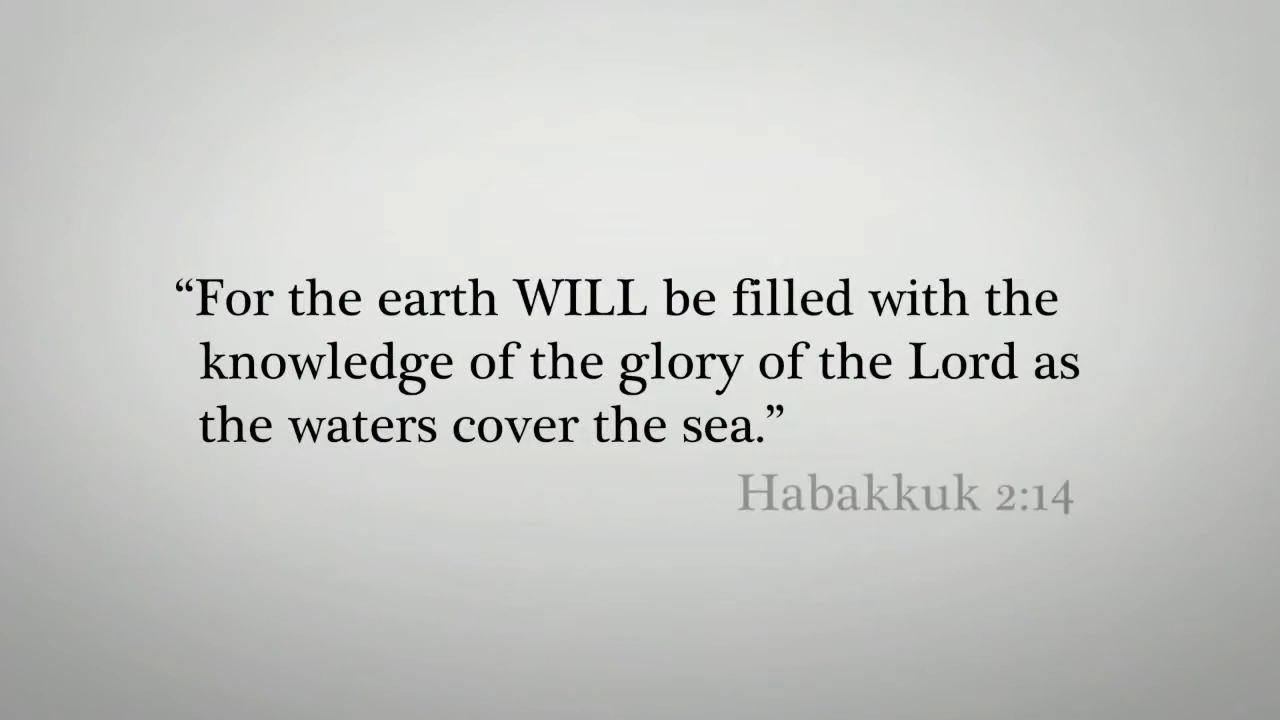 “For the earth WILL be filled with the
knowledge of the glory of the Lord as
the waters cover the sea.”
Habakkuk 2:14